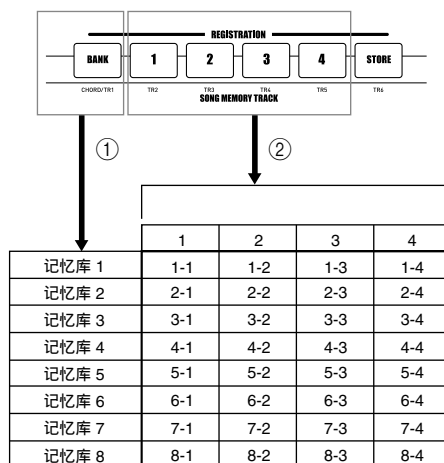 REGISTRATION
BANK 1 2 3 4 STORE
CHORD/TR1 TR2 TR3 TR4 TR5 TR6
SONG MEMORY TRACK
① ②
1 2 3 4
记忆库 1 1-1 1-2 1-3 1-4
记忆库 2 2-1 2-2 2-3 2-4
记忆库 3 3-1 3-2 3-3 3-4
记忆库 4 4-1 4-2 4-3 4-4
记忆库 5 5-1 5-2 5-3 5-4
记忆库 6 6-1 6-2 6-3 6-4
记忆库 7 7-1 7-2 7-3 7-4
记忆库 8 8-1 8-2 8-3 8-4